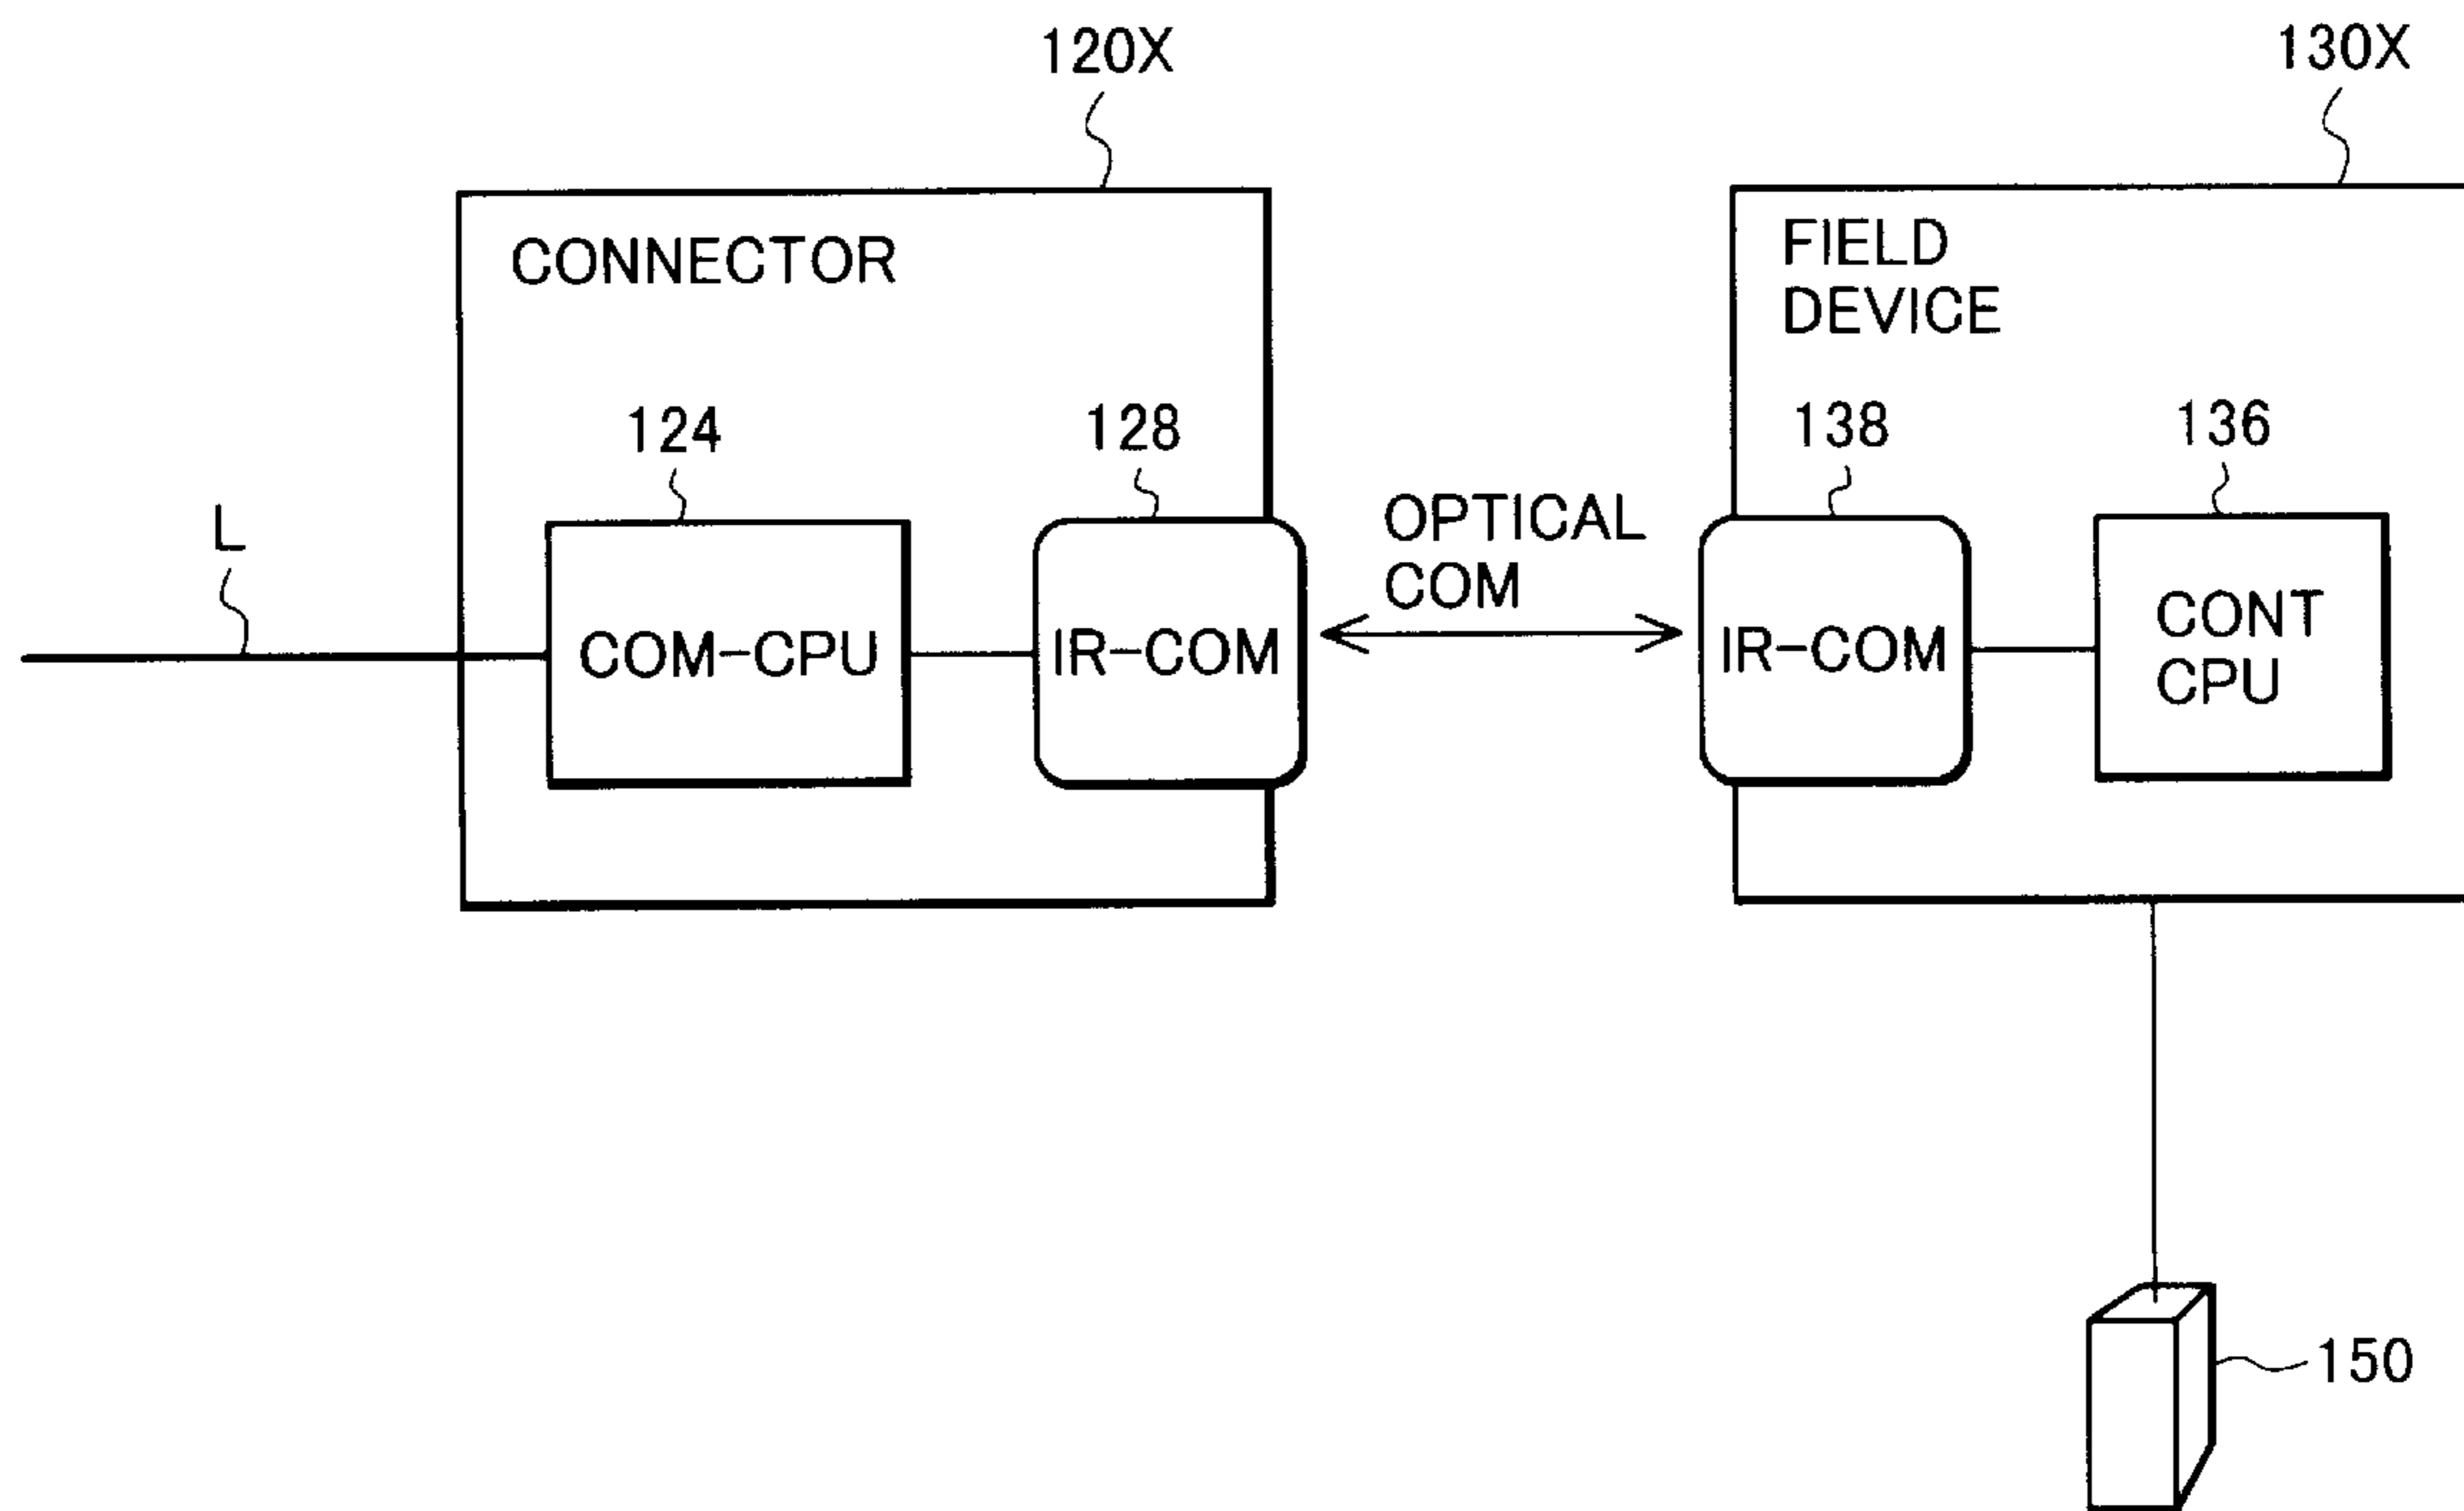 120X
130X
CONNECTOR
FIELD
DEVICE
124
128
138
136
L
OPTICAL
COM
COM-CPU
IR-COM
IR-COM
CONT
CPU
150